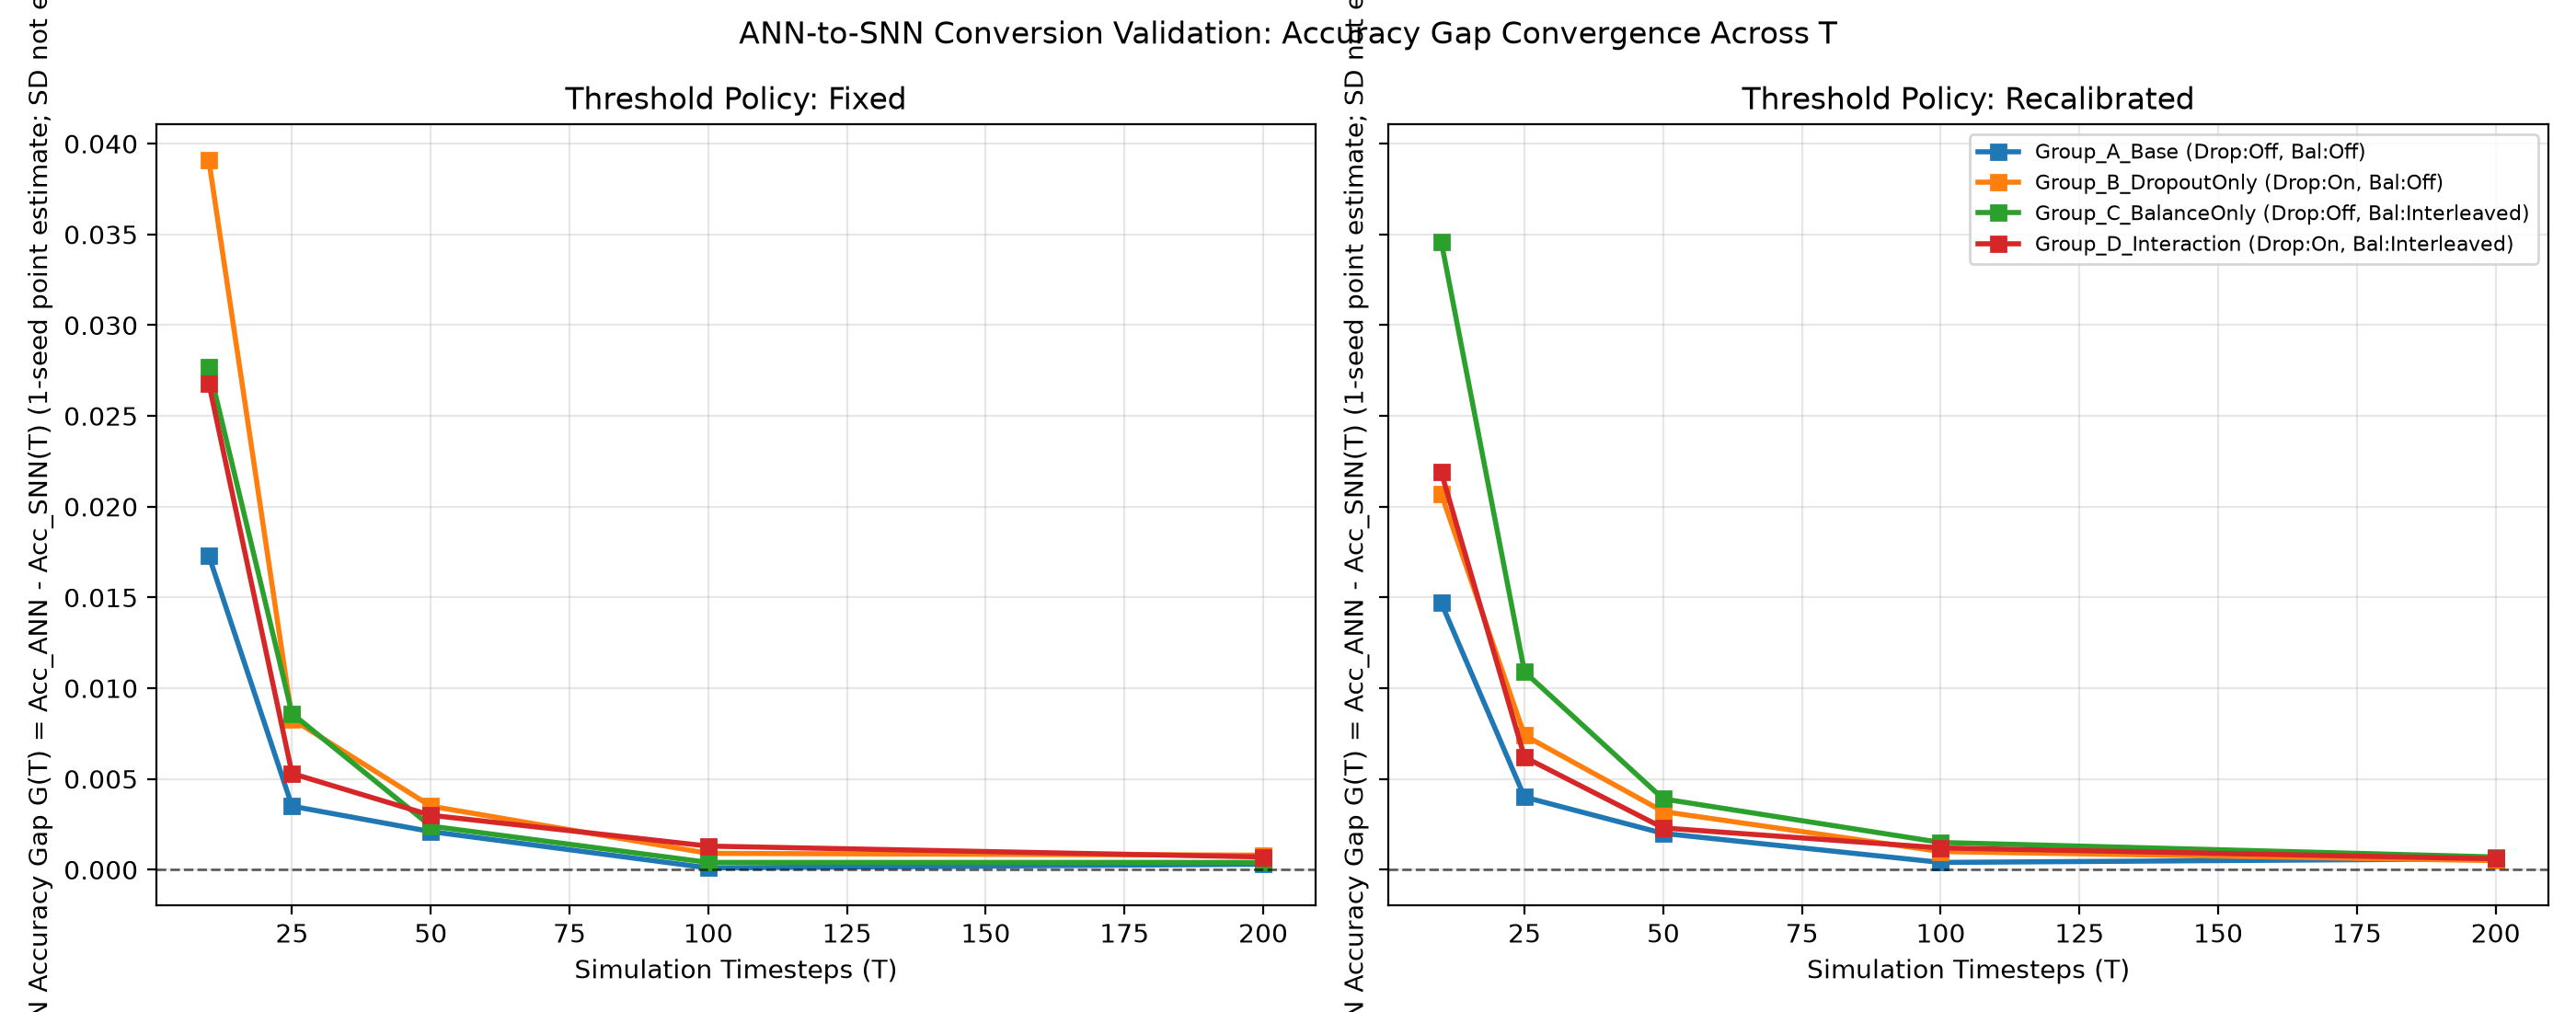 ANN-to-SNN Conversion Validation: Accuracy Gap Convergence Across T
Threshold Policy: Fixed
N Accuracy Gap G(T) = Acc_ANN - Acc_SNN(T) (1-seed point estimate; SD not e
0.040
0.035
0.030
0.025
0.020
0.015
0.010
0.005
0.000
25 50 75 100 125 150 175 200
Simulation Timesteps (T)
Threshold Policy: Recalibrated
N Accuracy Gap G(T) = Acc_ANN - Acc_SNN(T) (1-seed point estimate; SD not e
Group_A_Base (Drop:Off, Bal:Off)
Group_B_DropoutOnly (Drop:On, Bal:Off)
Group_C_BalanceOnly (Drop:Off, Bal:Interleaved)
Group_D_Interaction (Drop:On, Bal:Interleaved)
25 50 75 100 125 150 175 200
Simulation Timesteps (T)